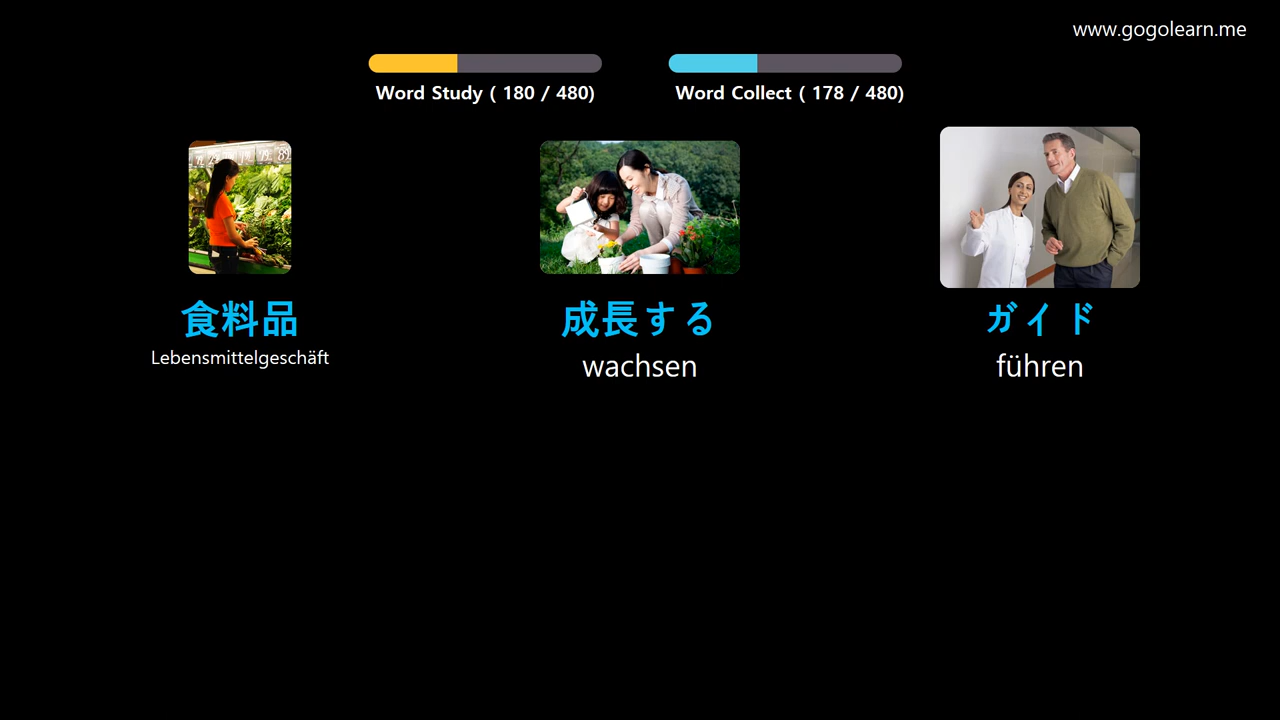 www.gogolearn.me
Word Study ( 180 / 480)
Word Collect ( 178 / 480)
食料品
Lebensmittelgeschäft
成長する
wachsen
ガイド
führen